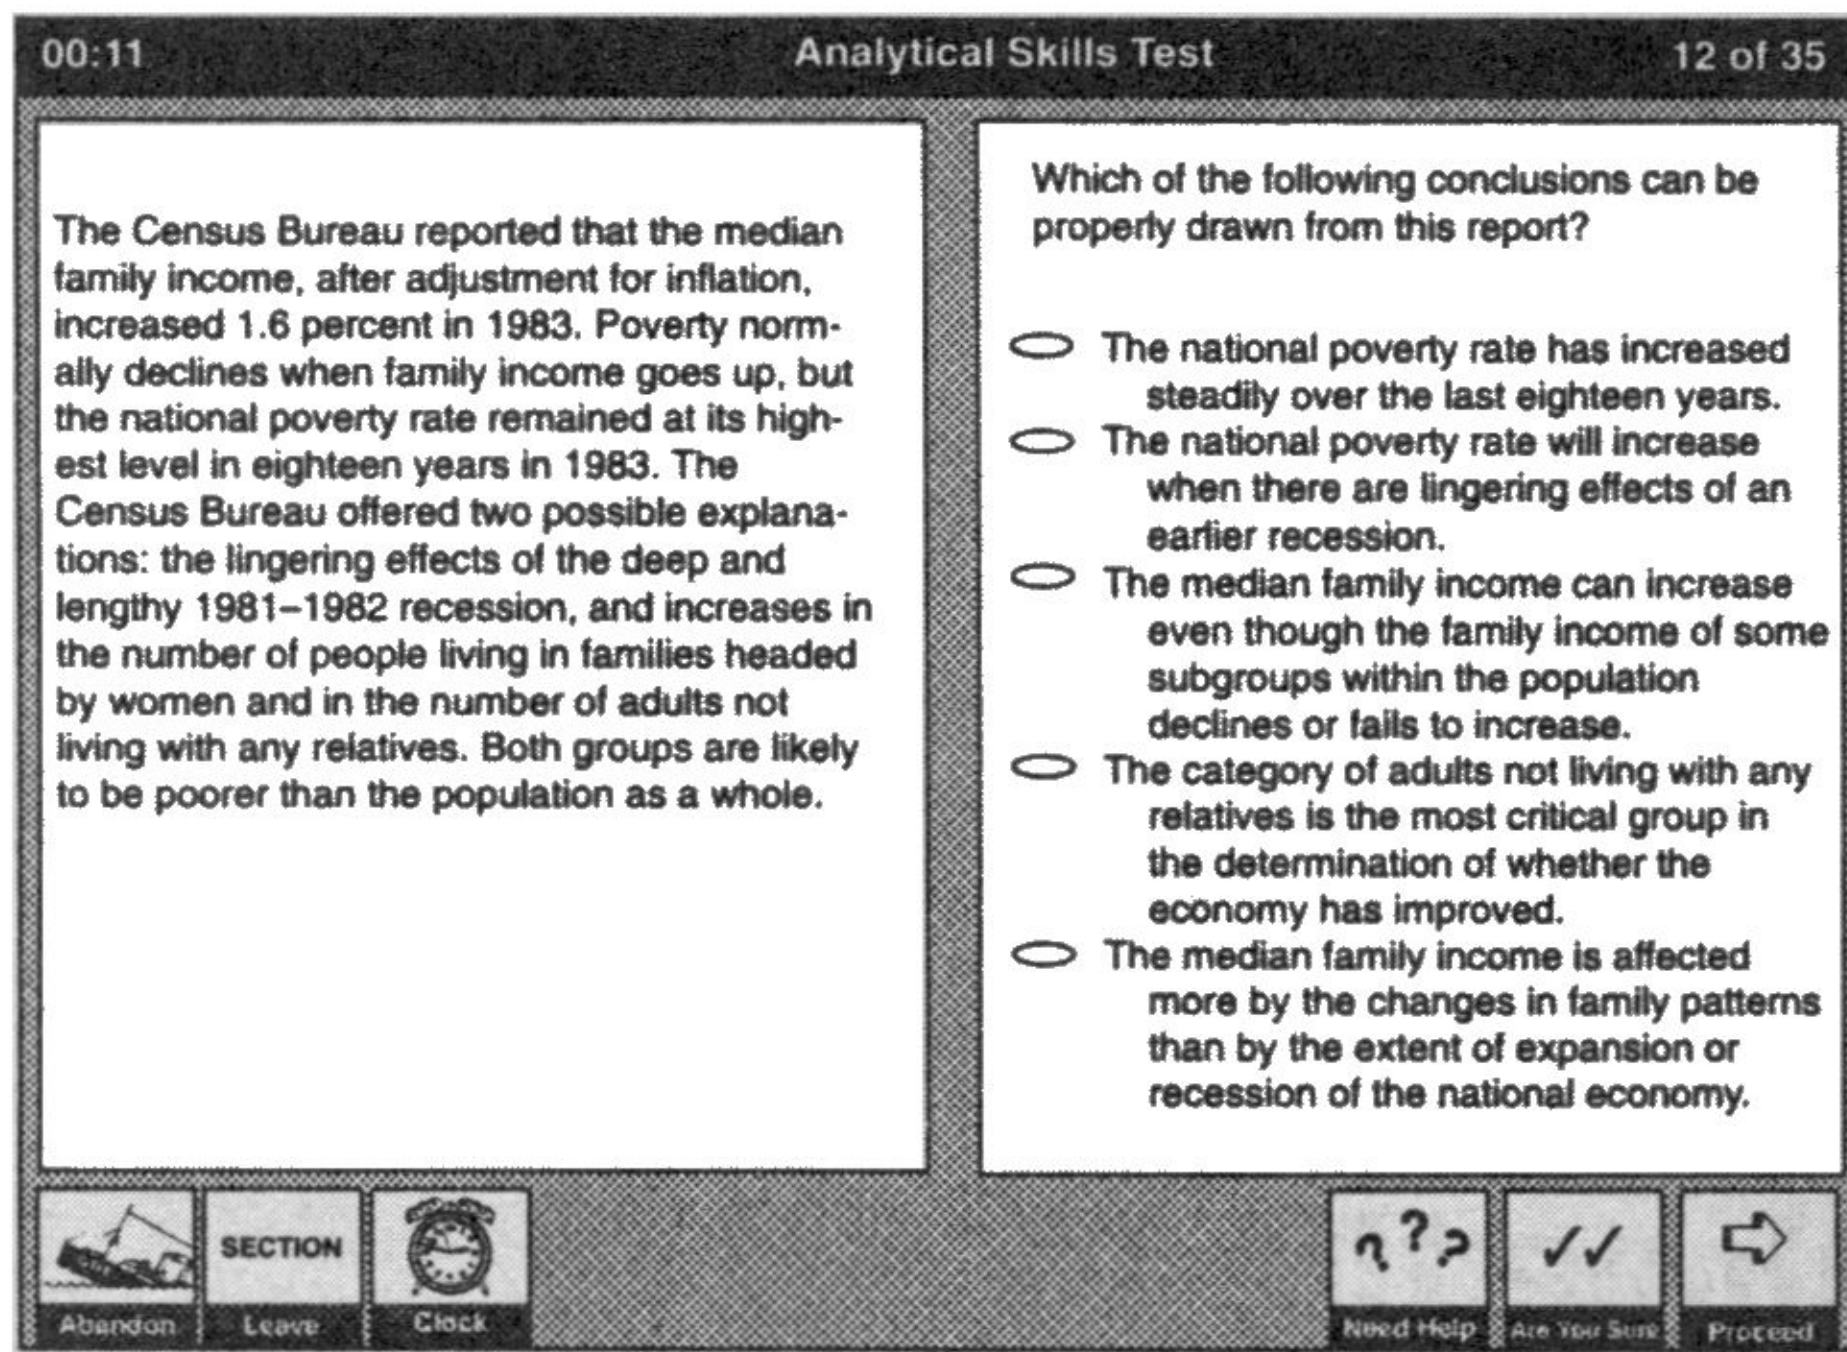 00:11 Analytical Skills Test 12 of 35
The Census Bureau reported that the median
family income, after adjustment for inflation,
increased 1.6 percent in 1983. Poverty norm-
ally declines when family income goes up, but
the national poverty rate remained at its high-
est level in eighteen years in 1983. The
Census Bureau offered two possible explana-
tions: the lingering effects of the deep and
lengthy 1981–1982 recession, and increases in
the number of people living in families headed
by women and in the number of adults not
living with any relatives. Both groups are likely
to be poorer than the population as a whole.
Which of the following conclusions can be
properly drawn from this report?
The national poverty rate has increased
steadily over the last eighteen years.
The national poverty rate will increase
when there are lingering effects of an
earlier recession.
The median family income can increase
even though the family income of some
subgroups within the population
declines or fails to increase.
The category of adults not living with any
relatives is the most critical group in
the determination of whether the
economy has improved.
The median family income is affected
more by the changes in family patterns
than by the extent of expansion or
recession of the national economy.
SECTION
? ? ?
Abandon Leave Clock Need Help Are You Sure Proceed